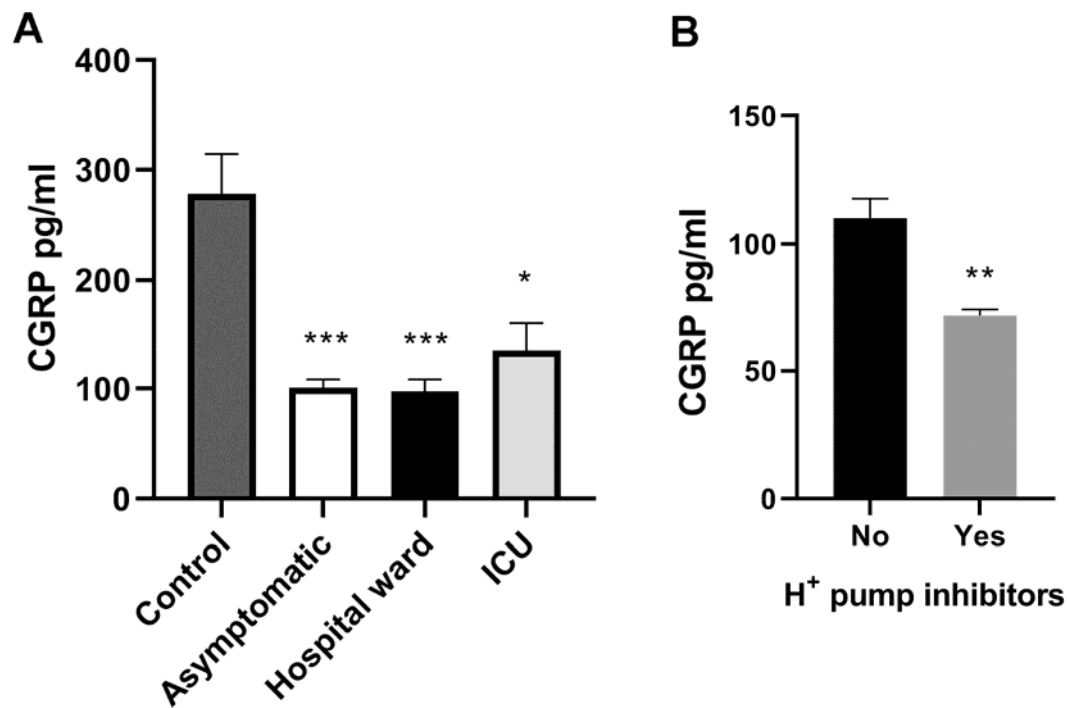 A
CGRP pg/ml
400
300
200
100
0
***
***
*
Control
Asymptomatic
Hospital ward
ICU
B
CGRP pg/ml
150
100
50
0
**
No
Yes
H⁺ pump inhibitors